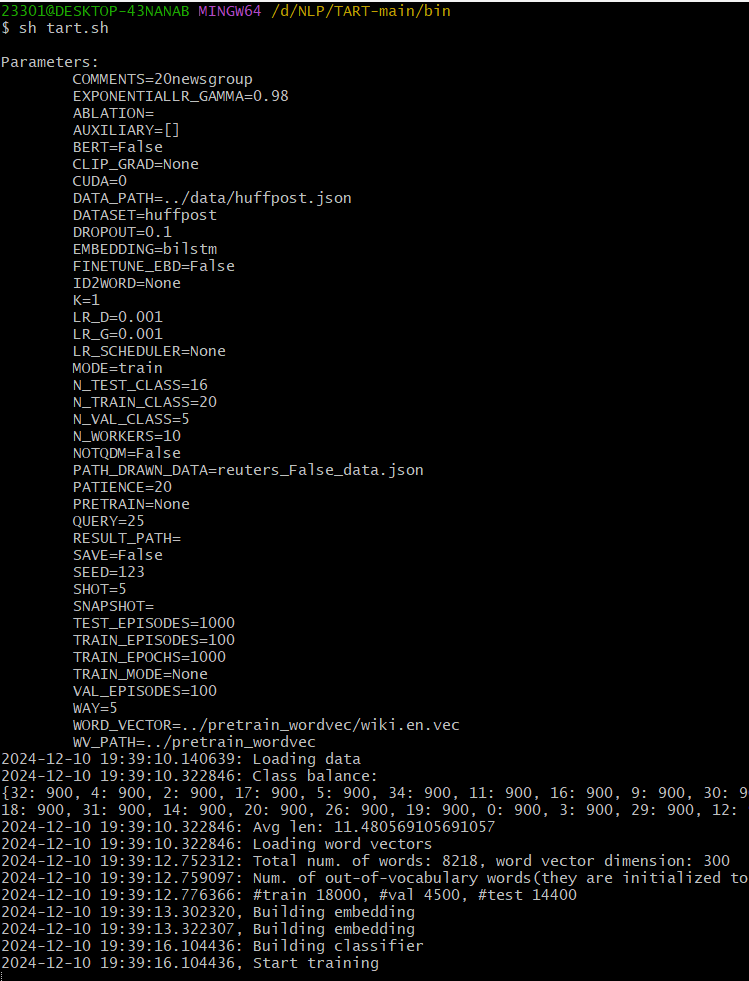 23301@DESKTOP-43NANAB MINGW64 /d/NLP/TART-main/bin
$ sh tart.sh
Parameters:
COMMENTS=20newsgroup
EXPONENTIALLR_GAMMA=0.98
ABLATION=
AUXILIARY=[]
BERT=False
CLIP_GRAD=None
CUDA=0
DATA_PATH=../data/huffpost.json
DATASET=huffpost
DROPOUT=0.1
EMBEDDING=bilstm
FINETUNE_EBD=False
ID2WORD=None
K=1
LR_D=0.001
LR_G=0.001
LR_SCHEDULER=None
MODE=train
N_TEST_CLASS=16
N_TRAIN_CLASS=20
N_VAL_CLASS=5
N_WORKERS=10
NOTQDM=False
PATH_DRAWN_DATA=reuters_False_data.json
PATIENCE=20
PRETRAIN=None
QUERY=25
RESULT_PATH=
SAVE=False
SEED=123
SHOT=5
SNAPSHOT=
TEST_EPISODES=1000
TRAIN_EPISODES=100
TRAIN_EPOCHS=1000
TRAIN_MODE=None
VAL_EPISODES=100
WAY=5
WORD_VECTOR=../pretrain_wordvec/wiki.en.vec
WV_PATH=../pretrain_wordvec
2024-12-10 19:39:10.140639: Loading data
2024-12-10 19:39:10.322846: Class balance:
{32: 900, 4: 900, 2: 900, 17: 900, 5: 900, 34: 900, 11: 900, 16: 900, 9: 900, 30: 9
18: 900, 31: 900, 14: 900, 20: 900, 26: 900, 19: 900, 0: 900, 3: 900, 29: 900, 12:
2024-12-10 19:39:10.322846: Avg len: 11.480569105691057
2024-12-10 19:39:10.322846: Loading word vectors
2024-12-10 19:39:12.752312: Total num. of words: 8218, word vector dimension: 300
2024-12-10 19:39:12.759097: Num. of out-of-vocabulary words(they are initialized to
2024-12-10 19:39:12.776366: #train 18000, #val 4500, #test 14400
2024-12-10 19:39:13.302320, Building embedding
2024-12-10 19:39:13.322307, Building embedding
2024-12-10 19:39:16.104436: Building classifier
2024-12-10 19:39:16.104436, Start training